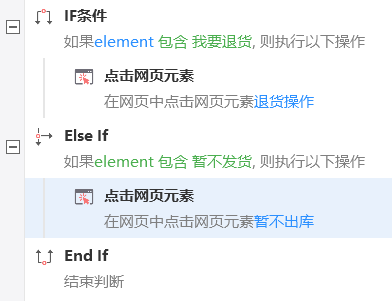 IF条件
如果element 包含 我要退货, 则执行以下操作
点击网页元素
在网页中点击网页元素退货操作
Else If
如果element 包含 暂不发货, 则执行以下操作
点击网页元素
在网页中点击网页元素暂不出库
End If
结束判断